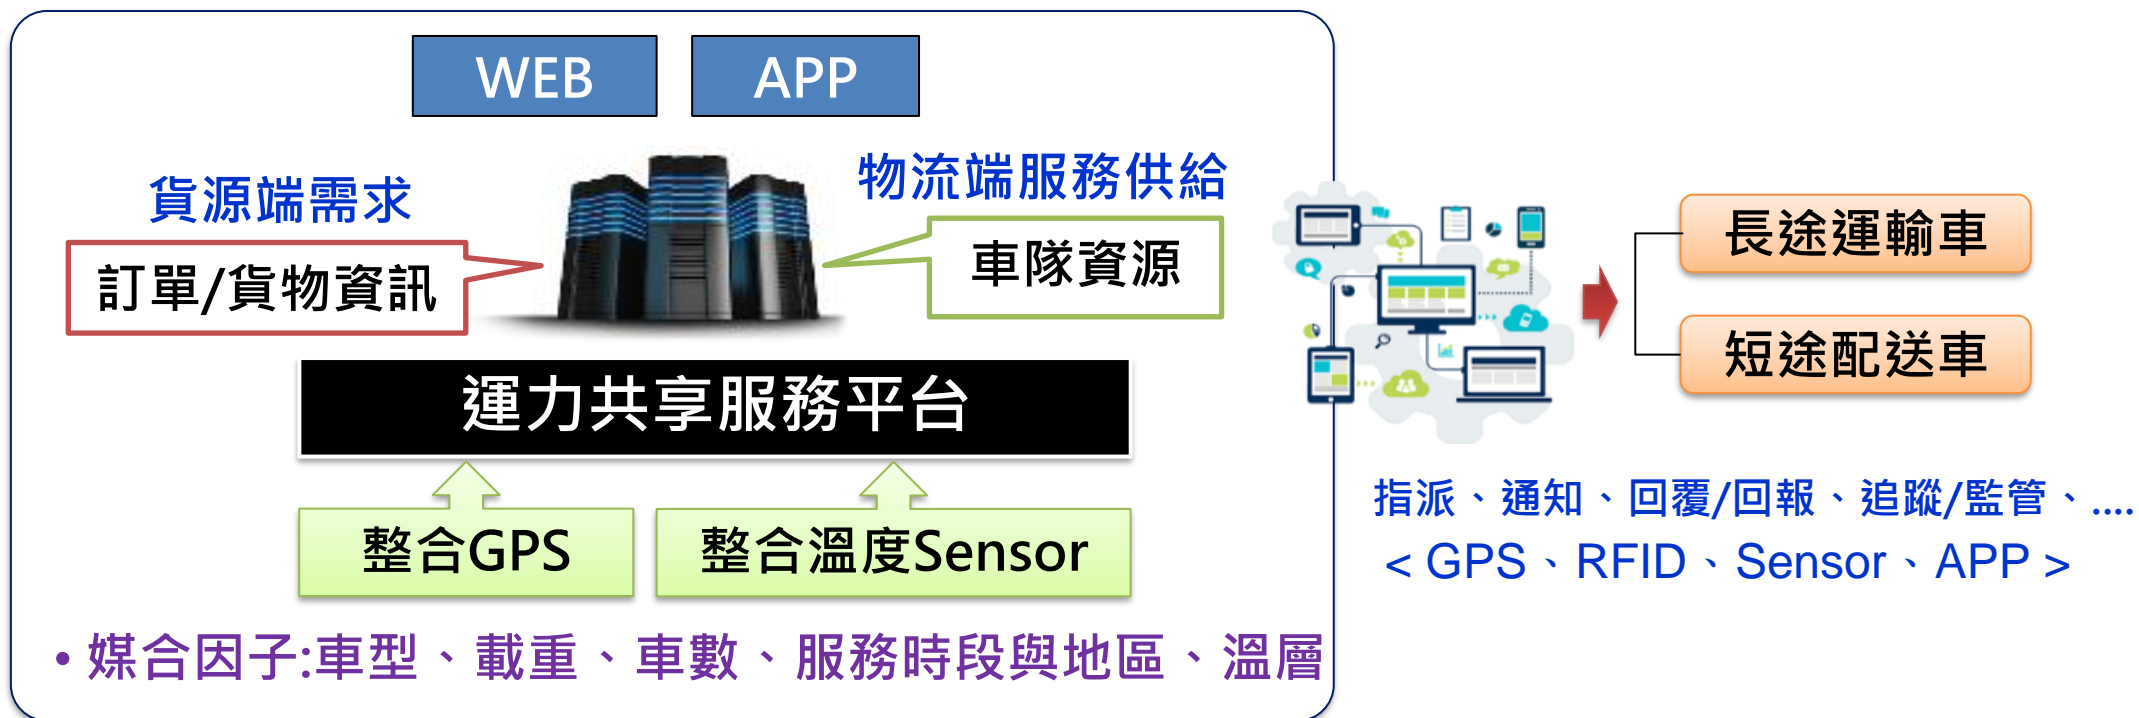 WEB
APP
貨源端需求
物流端服務供給
訂單/貨物資訊
車隊資源
運力共享服務平台
整合GPS
整合溫度Sensor
• 媒合因子:車型、載重、車數、服務時段與地區、溫層
長途運輸車
短途配送車
指派、通知、回覆/回報、追蹤/監管、....
< GPS、RFID、Sensor、APP >